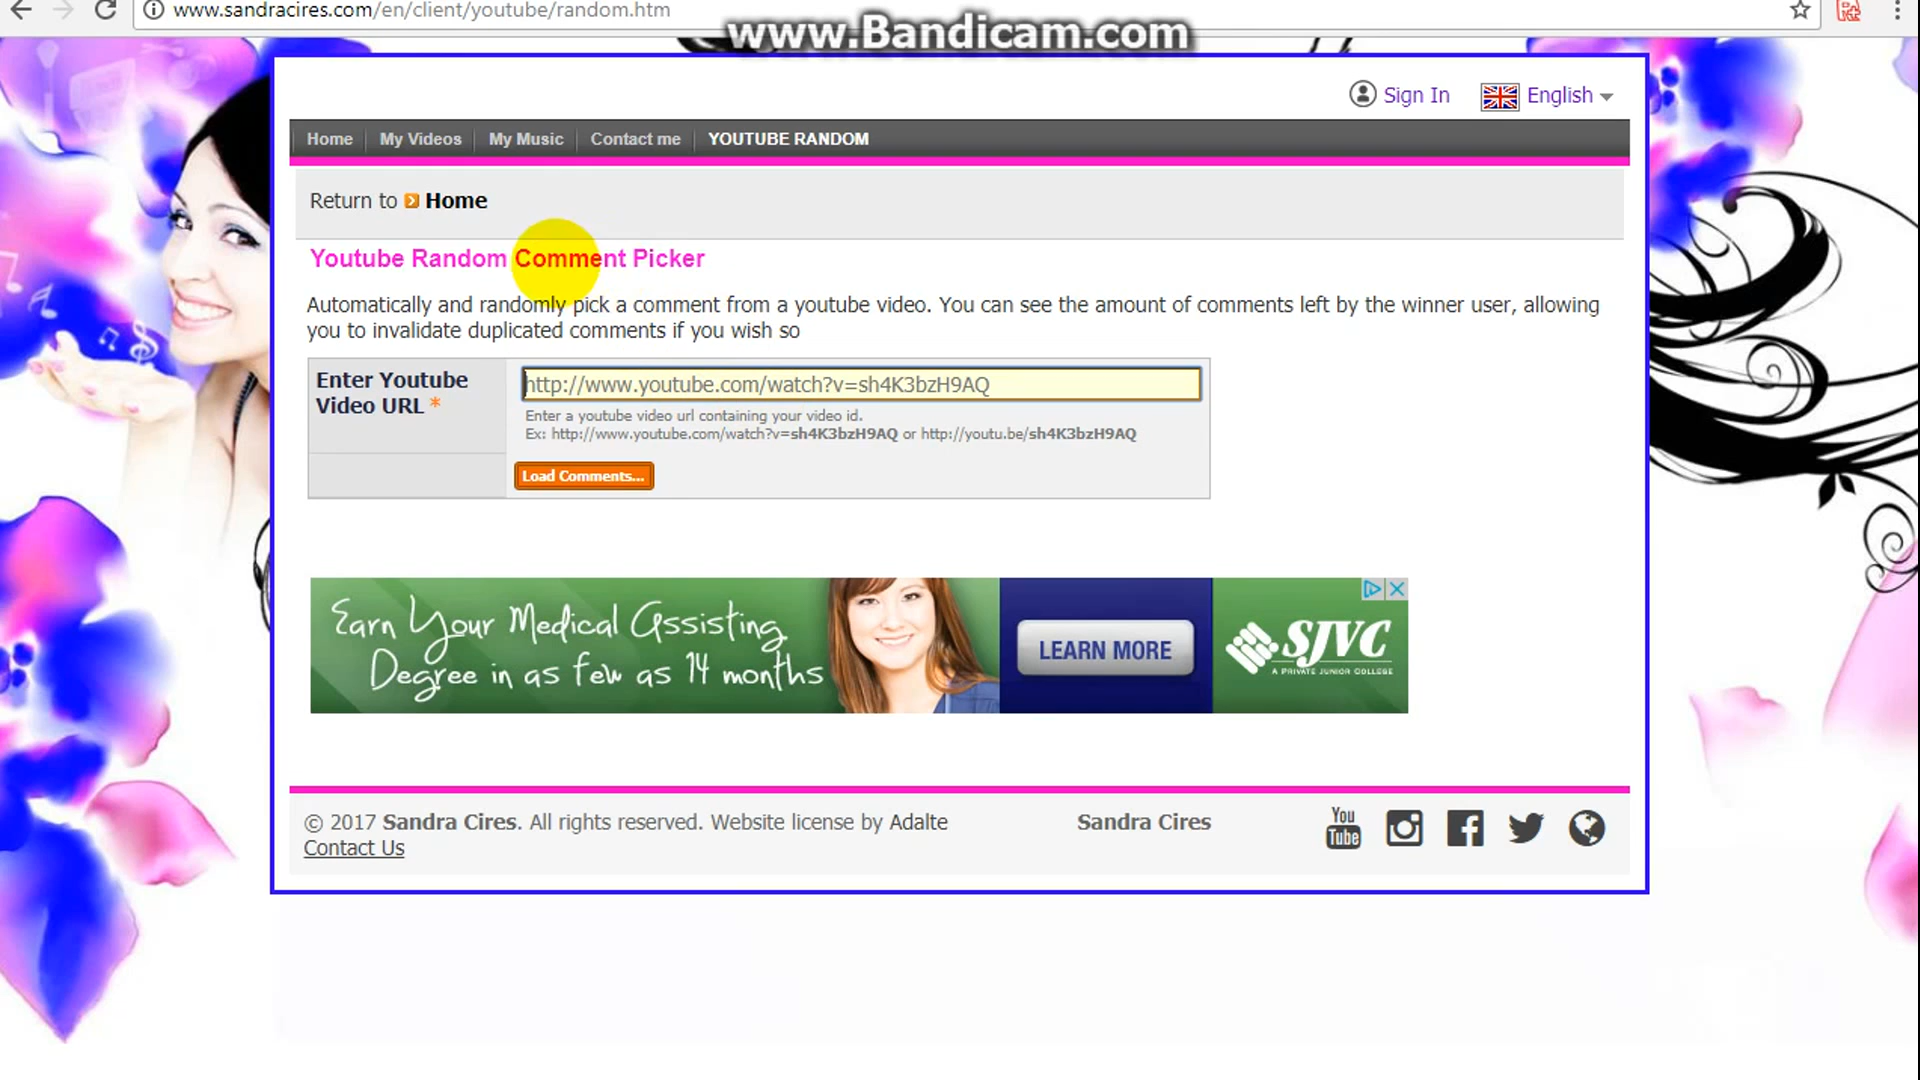 www.sandracires.com/en/client/youtube/random.htm
www.Bandicam.com
Sign In English
Home My Videos My Music Contact me YOUTUBE RANDOM
Return to Home
Youtube Random Comment Picker
Automatically and randomly pick a comment from a youtube video. You can see the amount of comments left by the winner user, allowing
you to invalidate duplicated comments if you wish so
Enter Youtube
Video URL *
http://www.youtube.com/watch?v=sh4K3bzH9AQ
Enter a youtube video url containing your video id.
Ex: http://www.youtube.com/watch?v=sh4K3bzH9AQ or http://youtu.be/sh4K3bzH9AQ
Load Comments...
Earn Your Medical Assisting
Degree in as few as 14 months
LEARN MORE
SJVC
A PRIVATE JUNIOR COLLEGE
© 2017 Sandra Cires. All rights reserved. Website license by Adalte
Contact Us
Sandra Cires
You
Tube